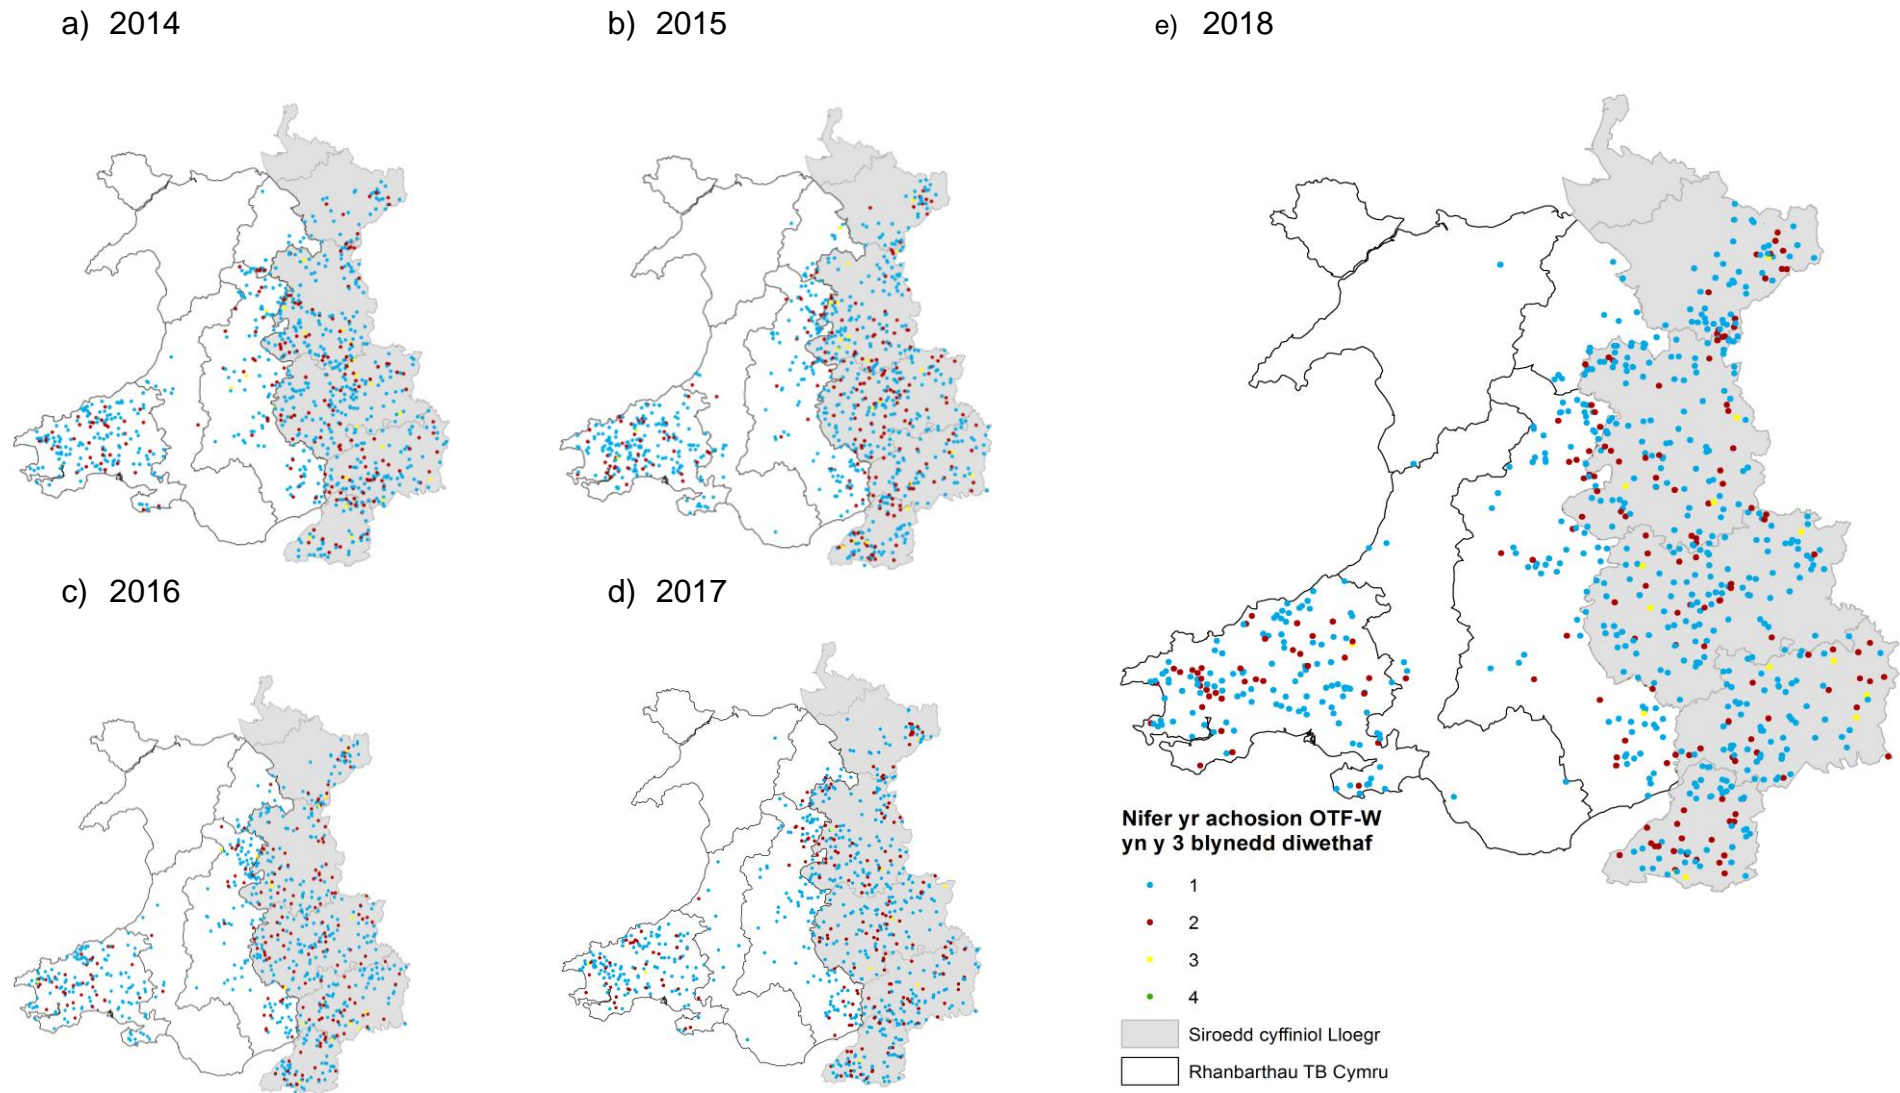 a) 2014
b) 2015
e) 2018
c) 2016
d) 2017
Nifer yr achosion OTF-W
yn y 3 blynedd diwethaf
1
2
3
4
Siroedd cyffiniol Lloegr
Rhanbarthau TB Cymru